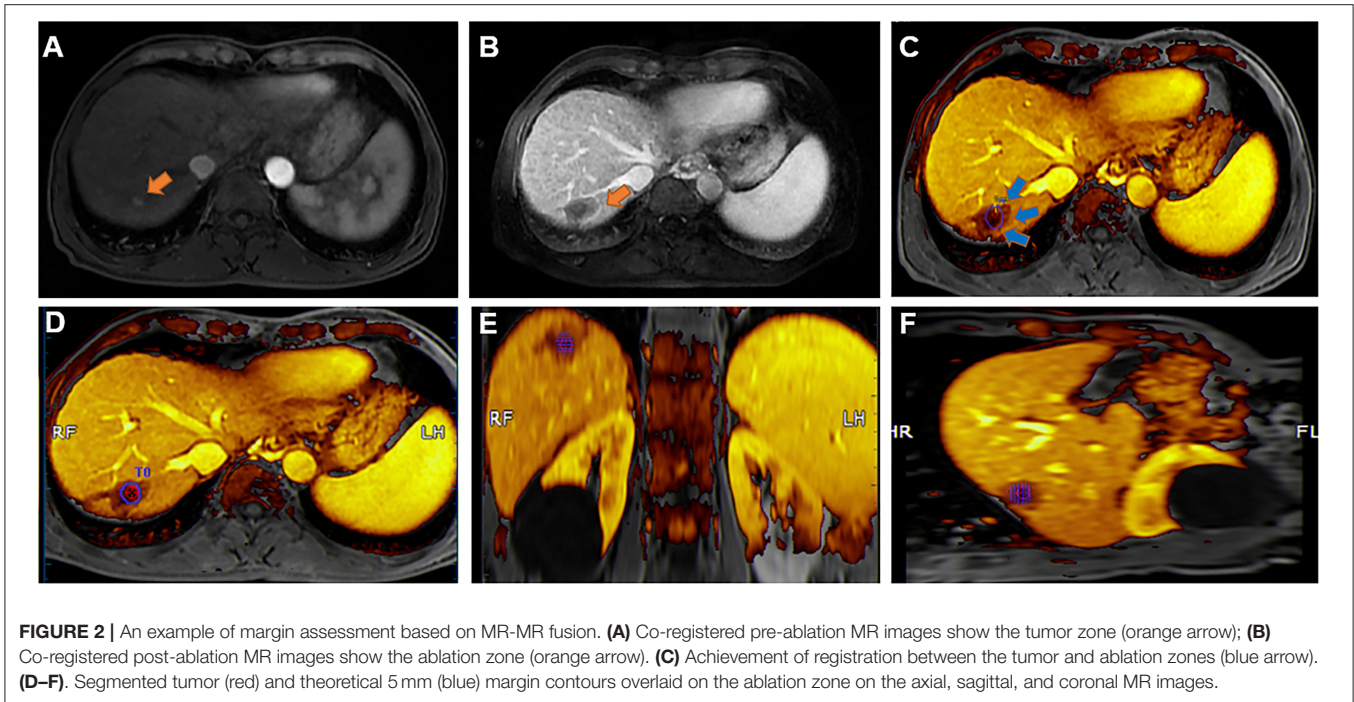 A
B
C
D
RF
LH
T0
E
RF
LH
F
HR
FL
FIGURE 2 | An example of margin assessment based on MR-MR fusion. (A) Co-registered pre-ablation MR images show the tumor zone (orange arrow); (B)
Co-registered post-ablation MR images show the ablation zone (orange arrow). (C) Achievement of registration between the tumor and ablation zones (blue arrow).
(D–F). Segmented tumor (red) and theoretical 5 mm (blue) margin contours overlaid on the ablation zone on the axial, sagittal, and coronal MR images.